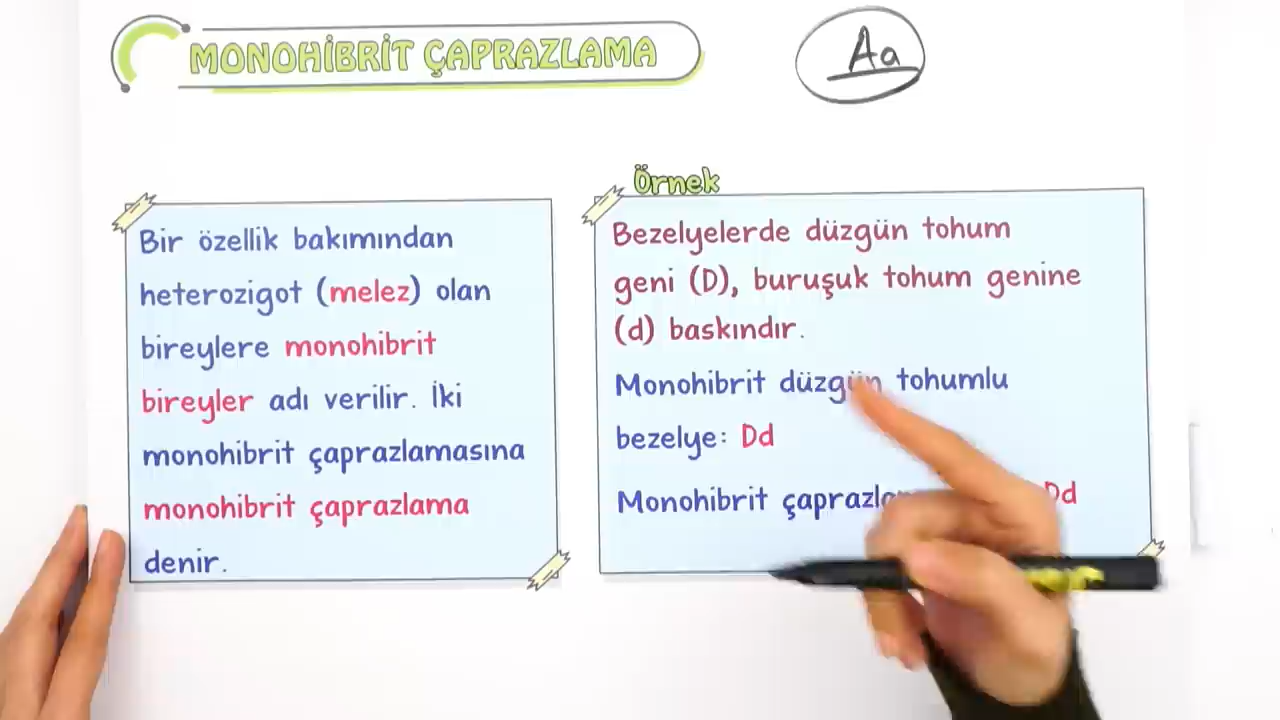 MONOHİBRİT ÇAPRAZLAMA
Aa
Bir özellik bakımından
heterozigot (melez) olan
bireylere monohibrit
bireyler adı verilir. İki
monohibrit çaprazlamasına
monohibrit çaprazlama
denir.
Örnek
Bezelyelerde düzgün tohum
geni (D), buruşuk tohum genine
(d) baskındır.
Monohibrit düzgün tohumlu
bezelye: Dd
Monohibrit Dd